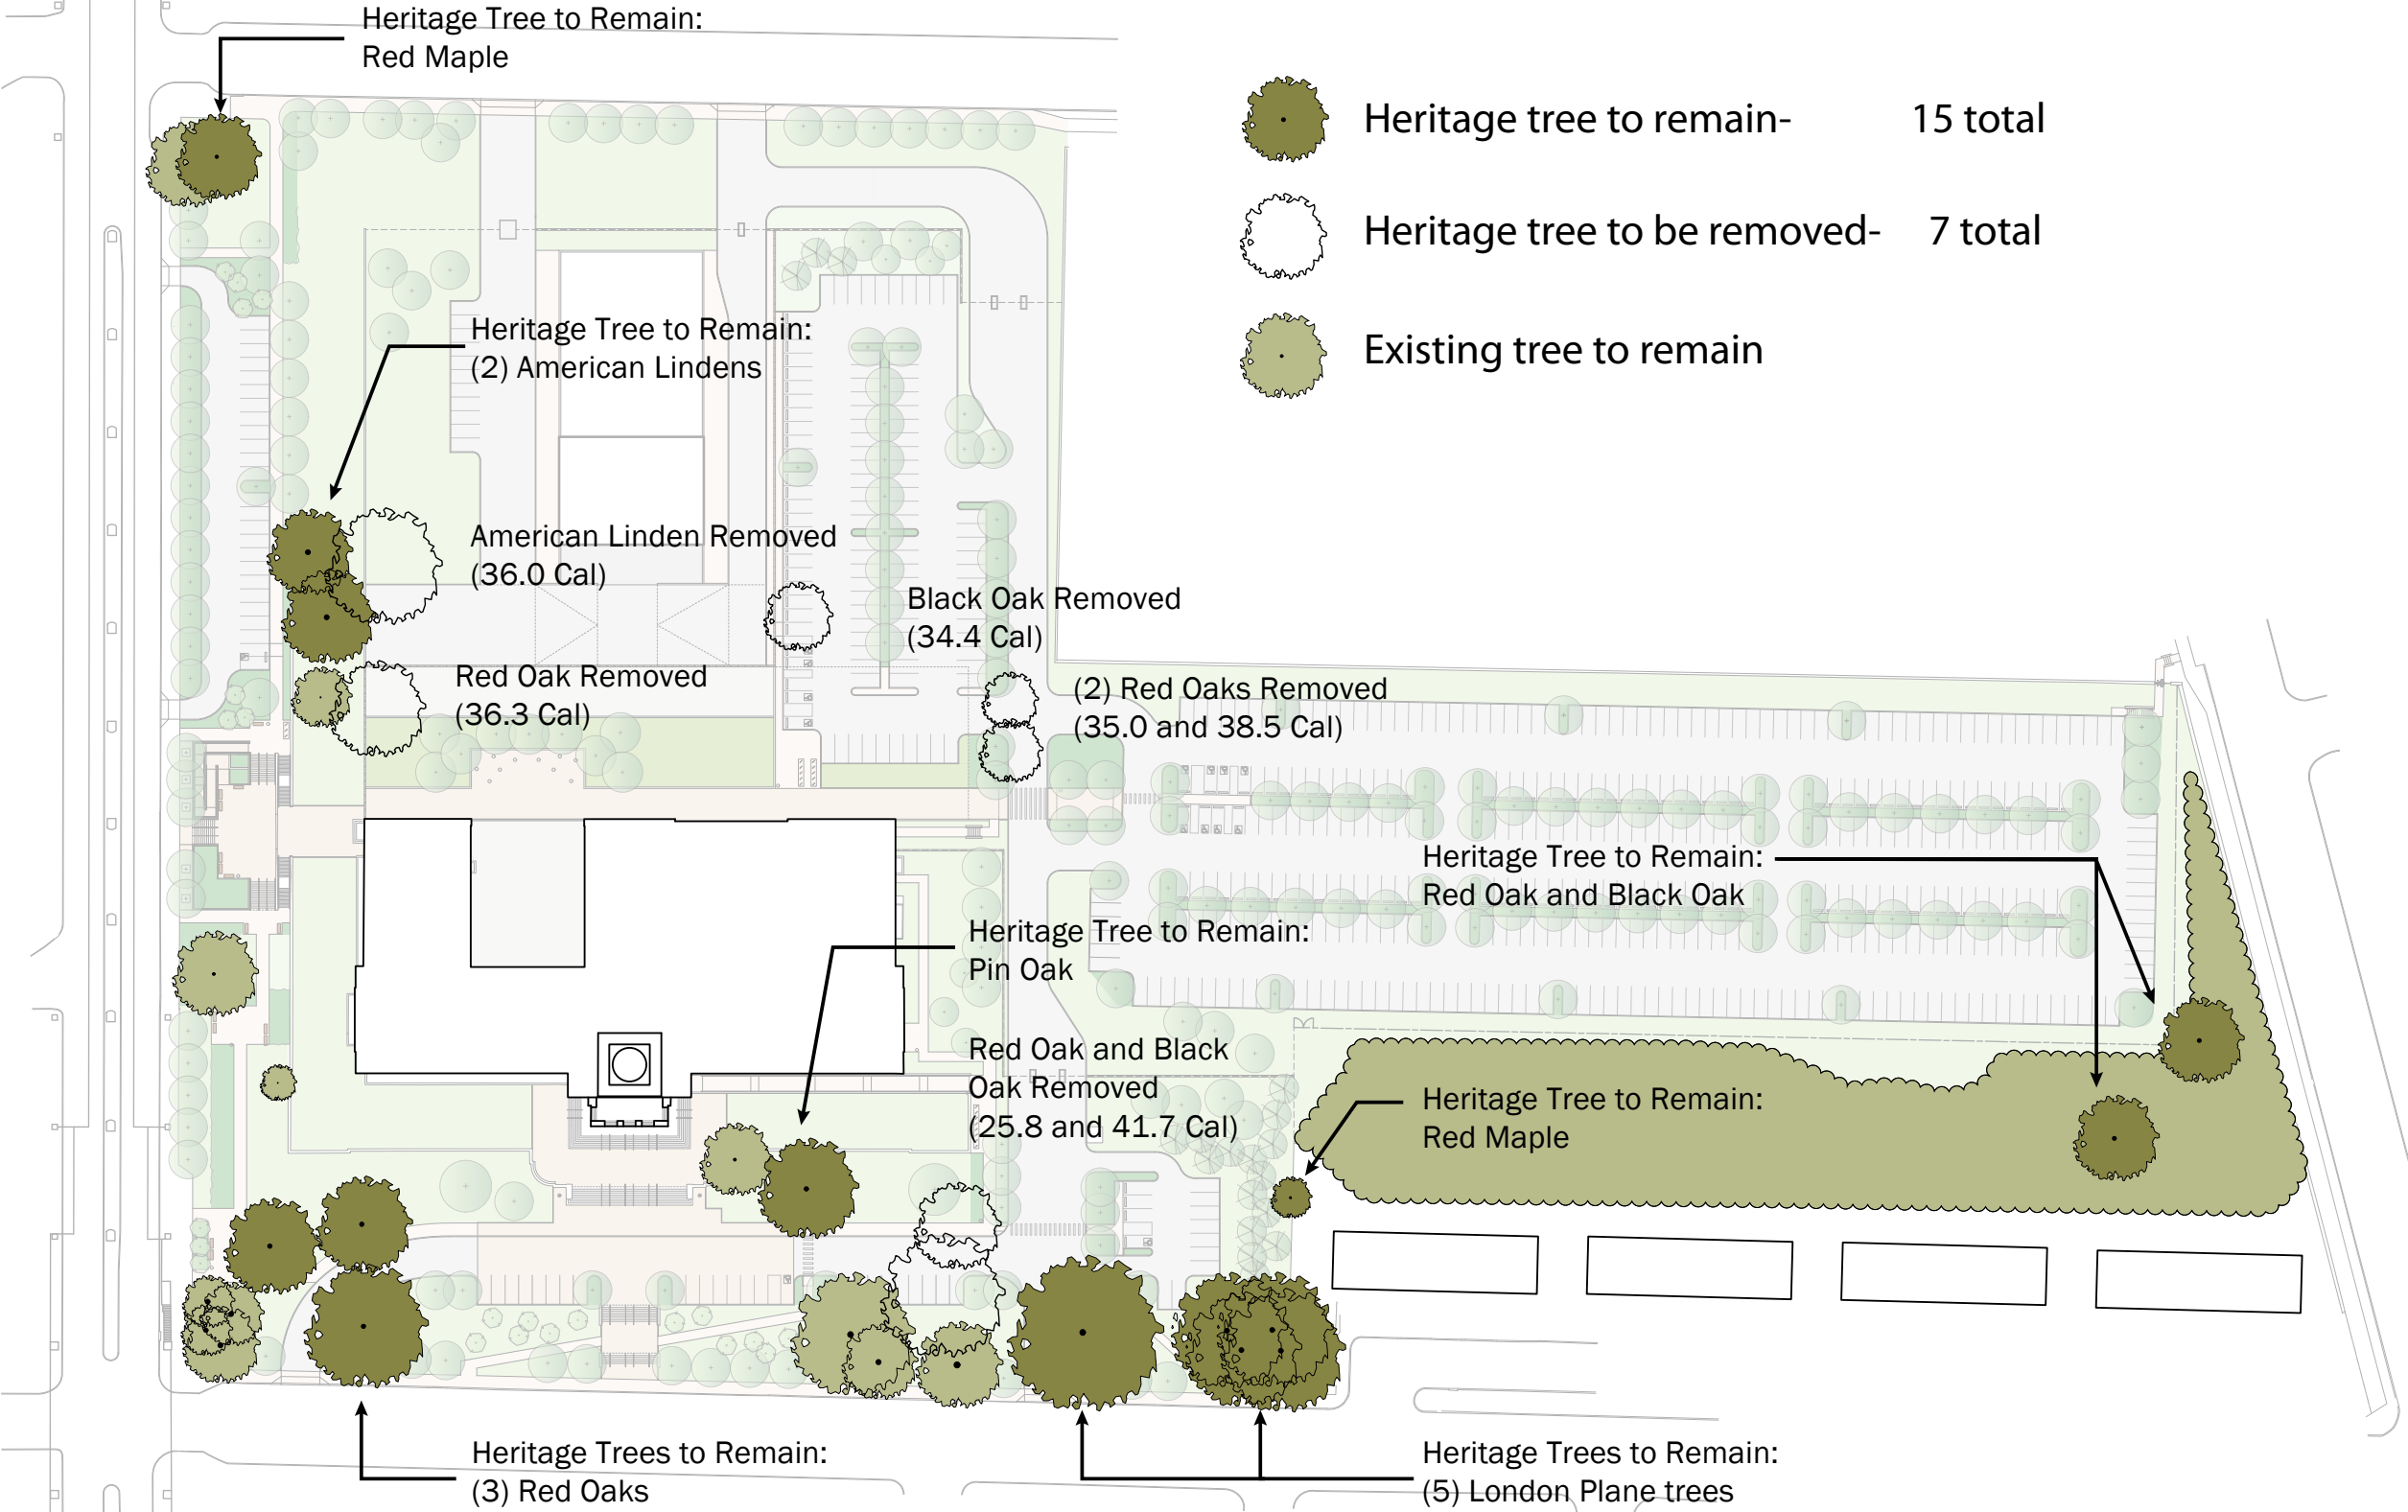 Heritage Tree to Remain:
Red Maple
Heritage tree to remain- 15 total
Heritage tree to be removed- 7 total
Existing tree to remain
Heritage Tree to Remain:
(2) American Lindens
American Linden Removed
(36.0 Cal)
Black Oak Removed
(34.4 Cal)
Red Oak Removed
(36.3 Cal)
(2) Red Oaks Removed
(35.0 and 38.5 Cal)
Heritage Tree to Remain:
Red Oak and Black Oak
Heritage Tree to Remain:
Pin Oak
Red Oak and Black
Oak Removed
(25.8 and 41.7 Cal)
Heritage Tree to Remain:
Red Maple
Heritage Trees to Remain:
(3) Red Oaks
Heritage Trees to Remain:
(5) London Plane trees